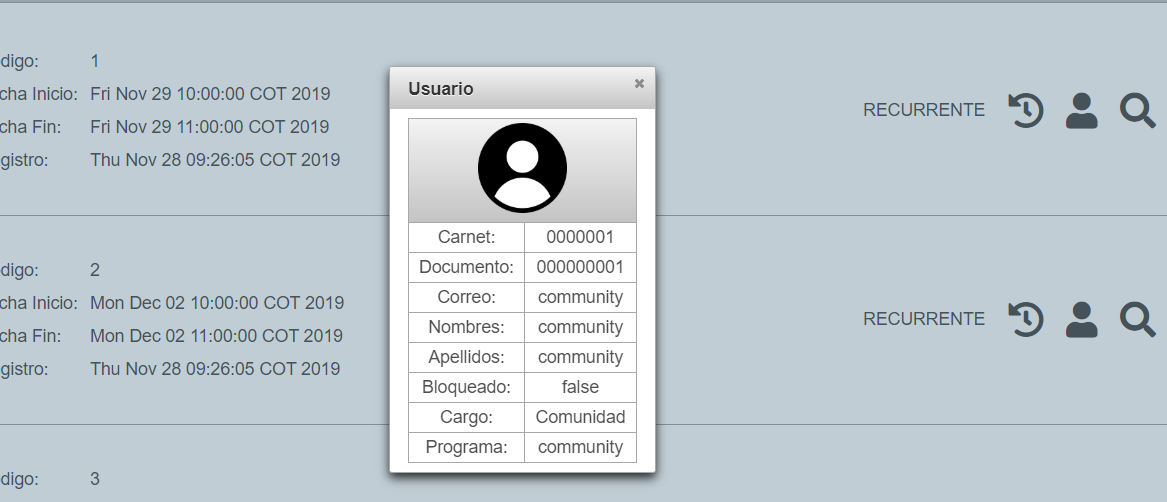 digo: 1
cha Inicio: Fri Nov 29 10:00:00 COT 2019
cha Fin: Fri Nov 29 11:00:00 COT 2019
gistro: Thu Nov 28 09:26:05 COT 2019
RECURRENTE
Usuario
Carnet: 0000001
Documento: 000000001
Correo: community
Nombres: community
Apellidos: community
Bloqueado: false
Cargo: Comunidad
Programa: community
digo: 2
cha Inicio: Mon Dec 02 10:00:00 COT 2019
cha Fin: Mon Dec 02 11:00:00 COT 2019
gistro: Thu Nov 28 09:26:05 COT 2019
RECURRENTE
digo: 3